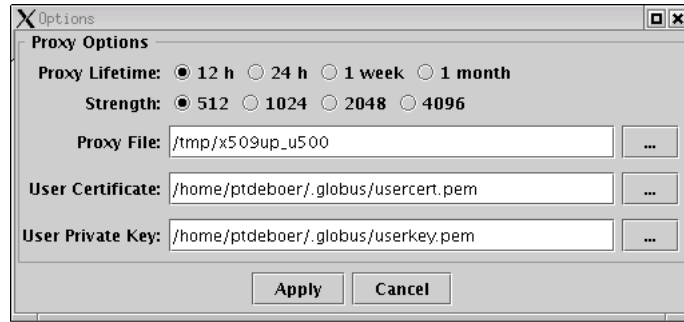 Options
Proxy Options
Proxy Lifetime: 12 h 24 h 1 week 1 month
Strength: 512 1024 2048 4096
Proxy File: /tmp/x509up_u500 ...
User Certificate: /home/ptdeboer/.globus/usercert.pem ...
User Private Key: /home/ptdeboer/.globus/userkey.pem ...
Apply Cancel